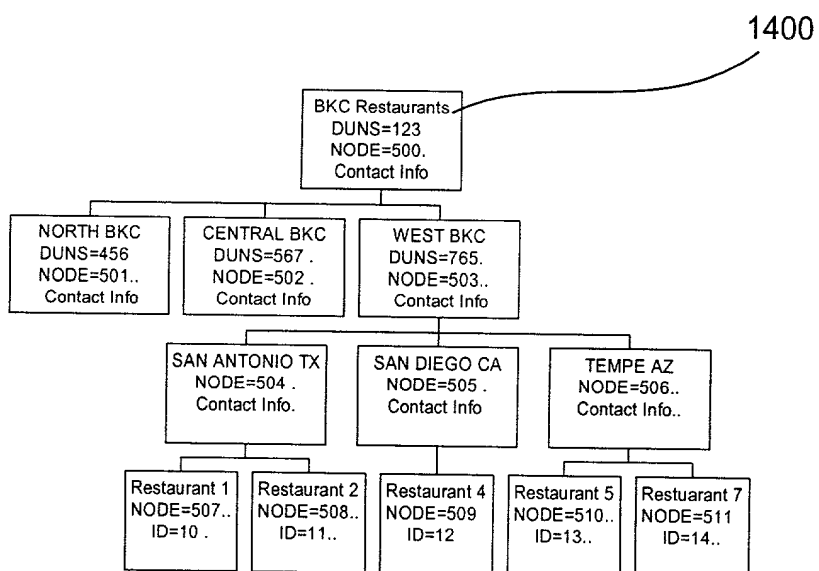 1400
BKC Restaurants
DUNS=123
NODE=500.
Contact Info
NORTH BKC
DUNS=456
NODE=501..
Contact Info
CENTRAL BKC
DUNS=567 .
NODE=502 .
Contact Info
WEST BKC
DUNS=765.
NODE=503..
Contact Info
SAN ANTONIO TX
NODE=504 .
Contact Info.
SAN DIEGO CA
NODE=505 .
Contact Info
TEMPE AZ
NODE=506..
Contact Info..
Restaurant 1
NODE=507..
ID=10 .
Restaurant 2
NODE=508..
ID=11..
Restaurant 4
NODE=509
ID=12
Restaurant 5
NODE=510..
ID=13..
Restuarant 7
NODE=511
ID=14..